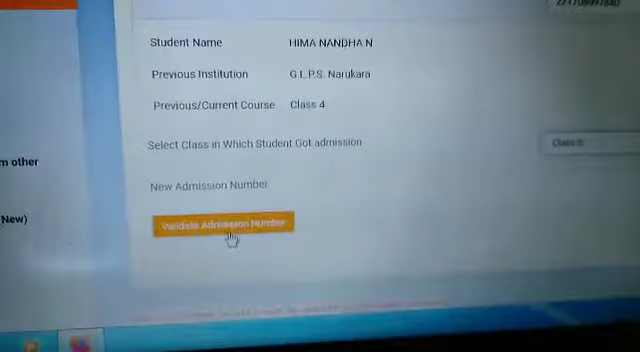 Student Name HIMA NANDHA N
Previous Institution G.L.P.S. Narukara
Previous/Current Course Class 4
Select Class in Which Student Got admission Class
m other
New Admission Number
New)
Validate Admission Number